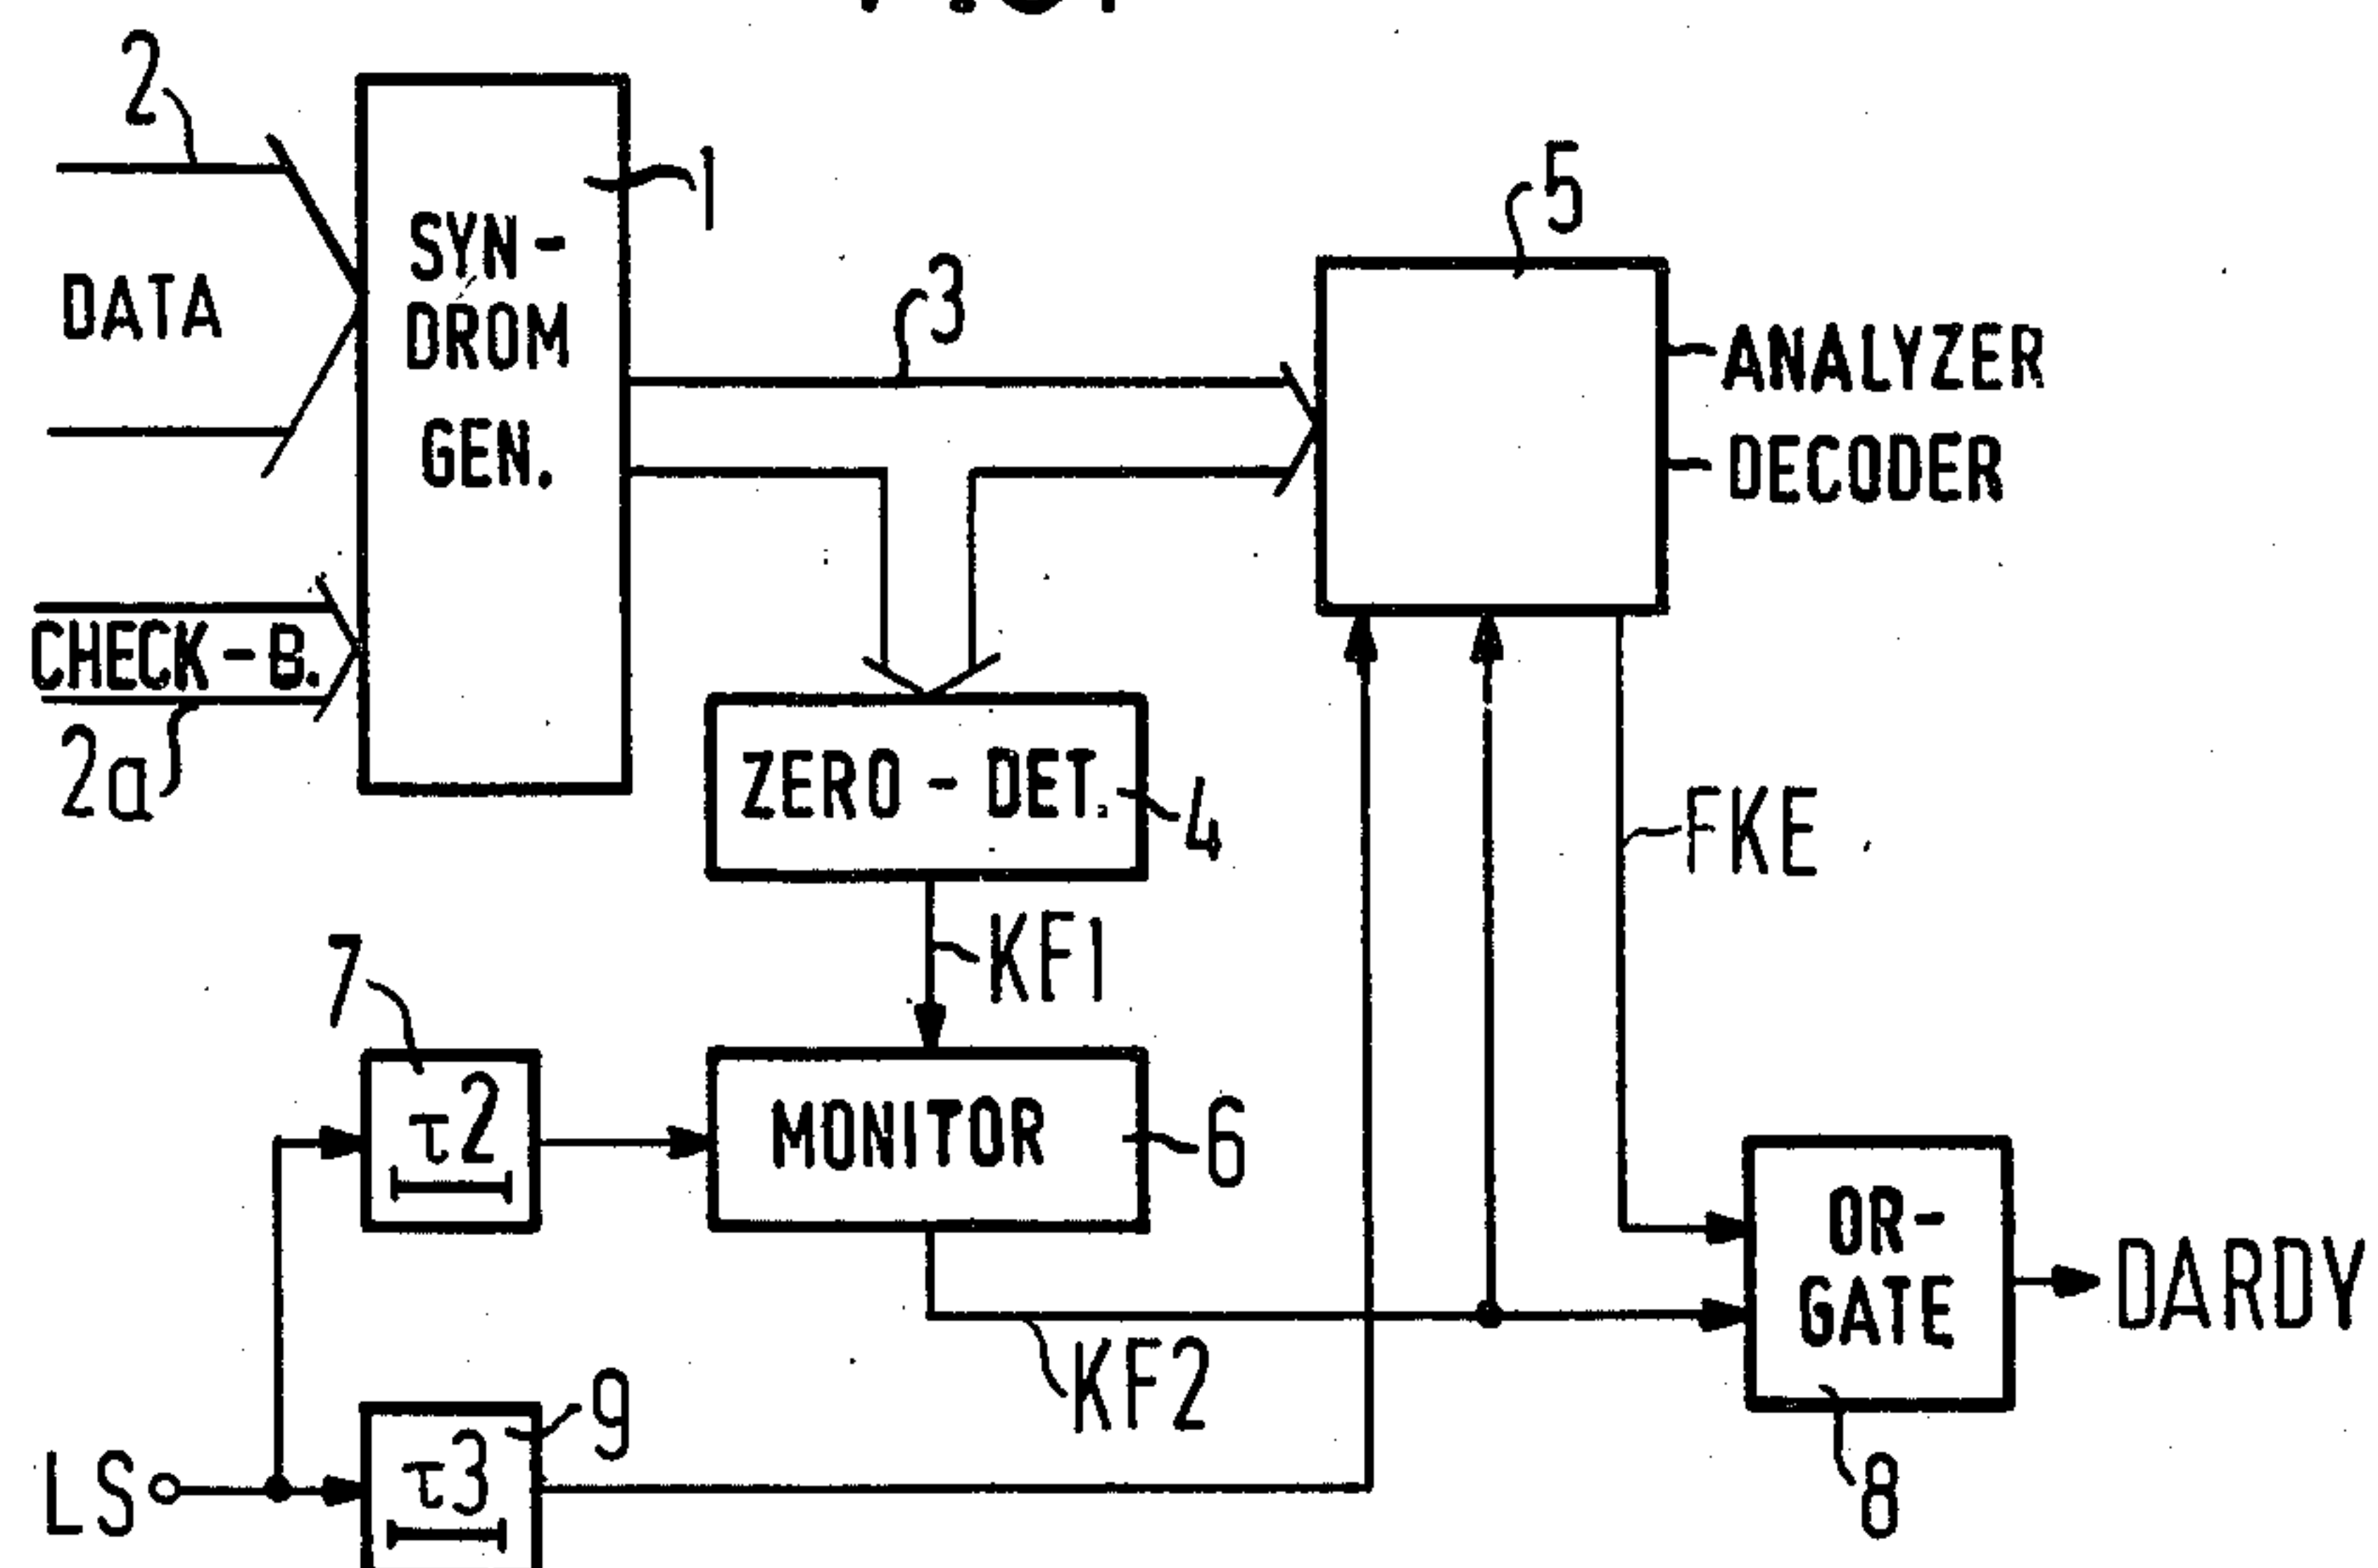 2
1
SYN-
DROM
GEN.
DATA
3
5
ANALYZER
DECODER
CHECK-B.
2a
ZERO-DET.
4
FKE
KF1
7
τ2
MONITOR
6
OR-
GATE
DARDY
KF2
9
LS
τ3
8